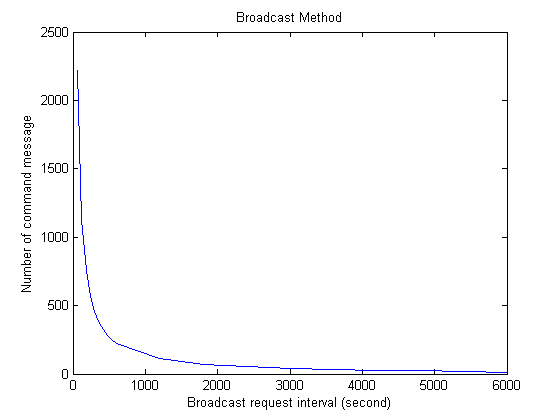 Broadcast Method
2500
2000
1500
1000
500
0
Number of command message
0 1000 2000 3000 4000 5000 6000
Broadcast request interval (second)